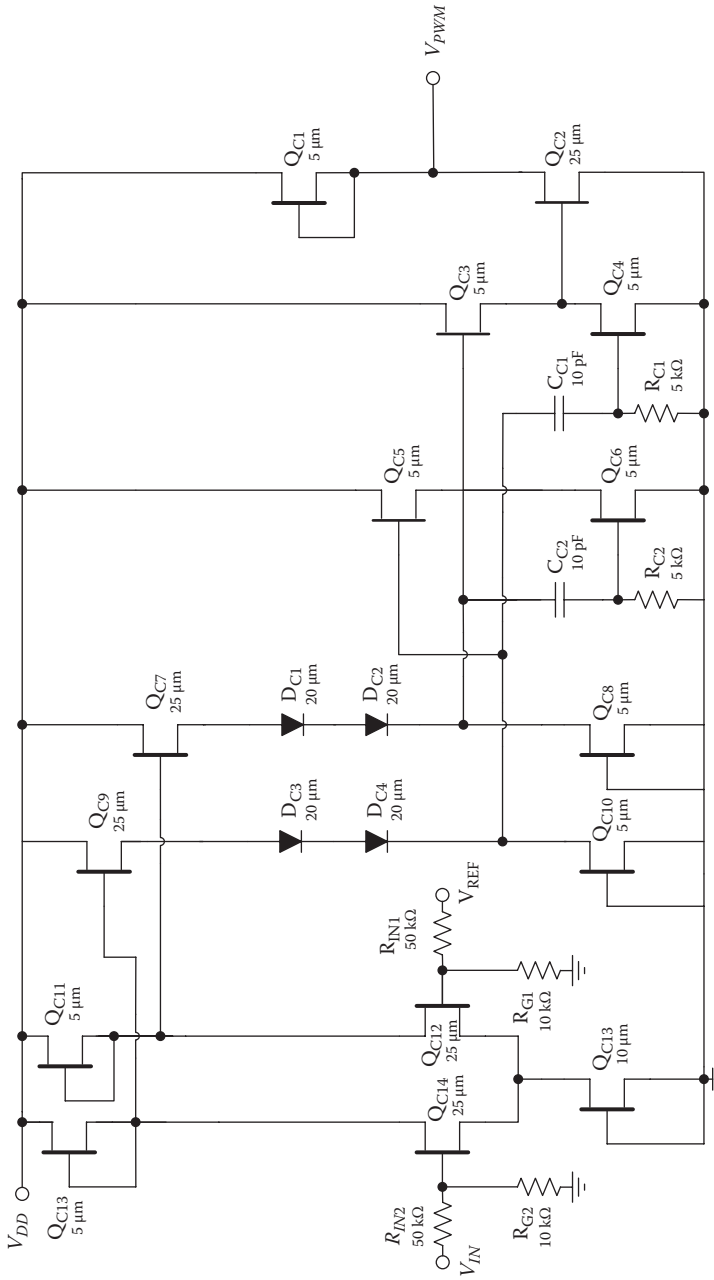 V_DD
Q_C13
5 μm
Q_C11
5 μm
Q_C9
25 μm
Q_C7
25 μm
Q_C1
5 μm
V_PWM
D_C3
20 μm
D_C1
20 μm
D_C4
20 μm
D_C2
20 μm
Q_C5
5 μm
Q_C3
5 μm
R_IN2
50 kΩ
V_IN
R_G2
10 kΩ
Q_C14
25 μm
Q_C12
25 μm
R_IN1
50 kΩ
V_REF
R_G1
10 kΩ
Q_C13
10 μm
Q_C10
5 μm
Q_C8
5 μm
C_C2
10 pF
R_C2
5 kΩ
Q_C6
5 μm
C_C1
10 pF
R_C1
5 kΩ
Q_C4
5 μm
Q_C2
25 μm